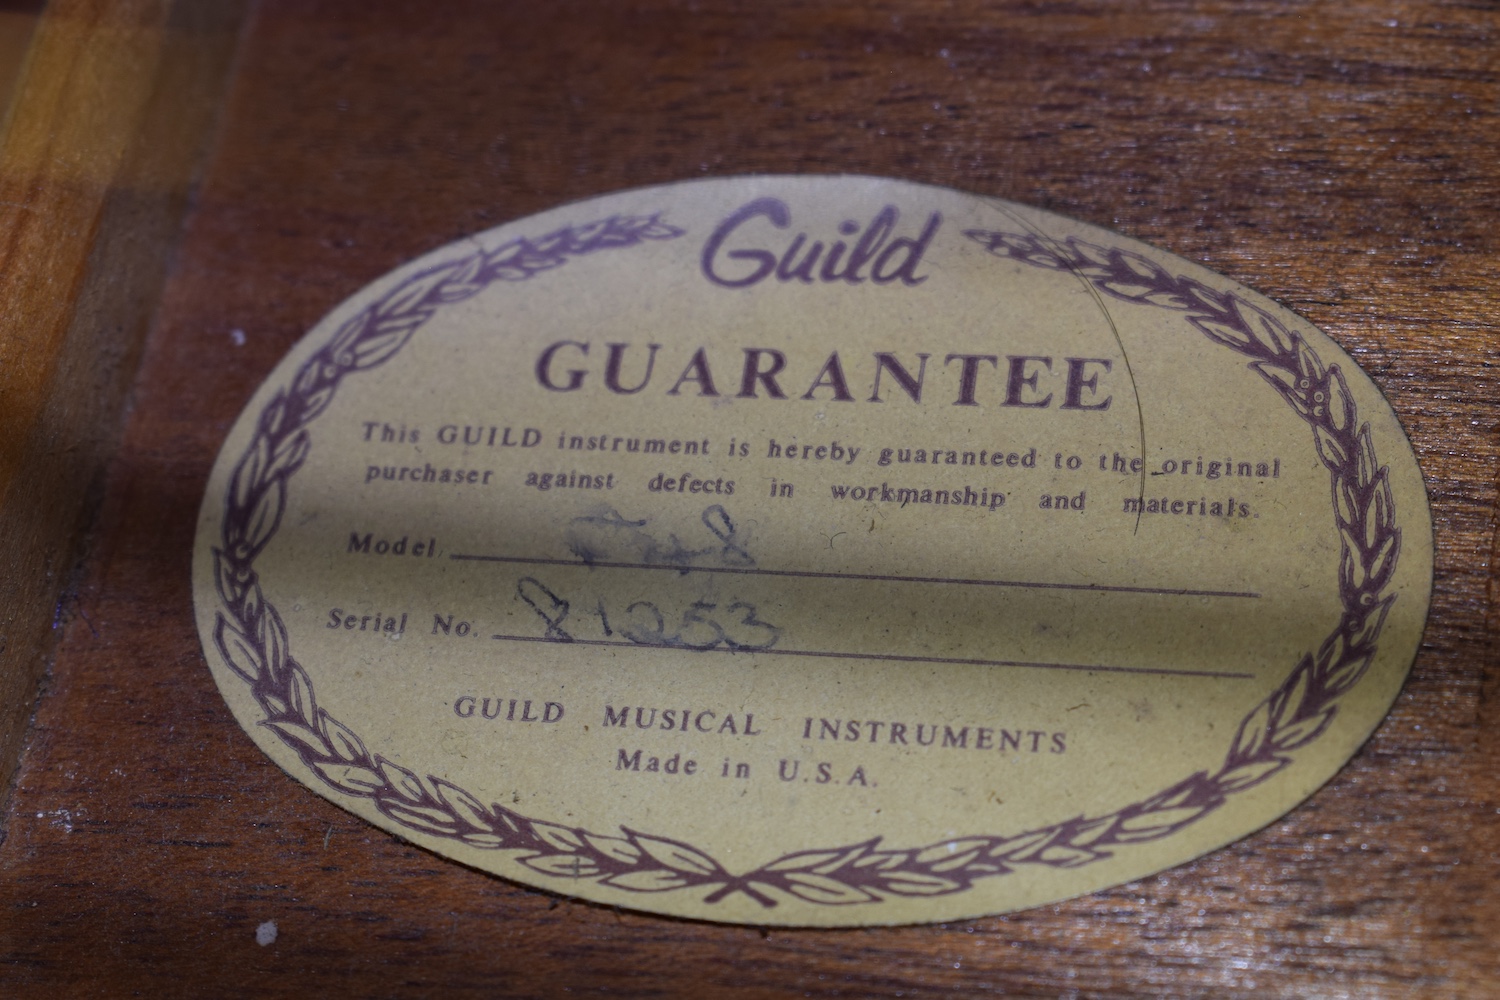 Guild
GUARANTEE
This GUILD instrument is hereby guaranteed to the original
purchaser against defects in workmanship and materials.
Model
Serial No. 81253
GUILD MUSICAL INSTRUMENTS
Made in U.S.A.